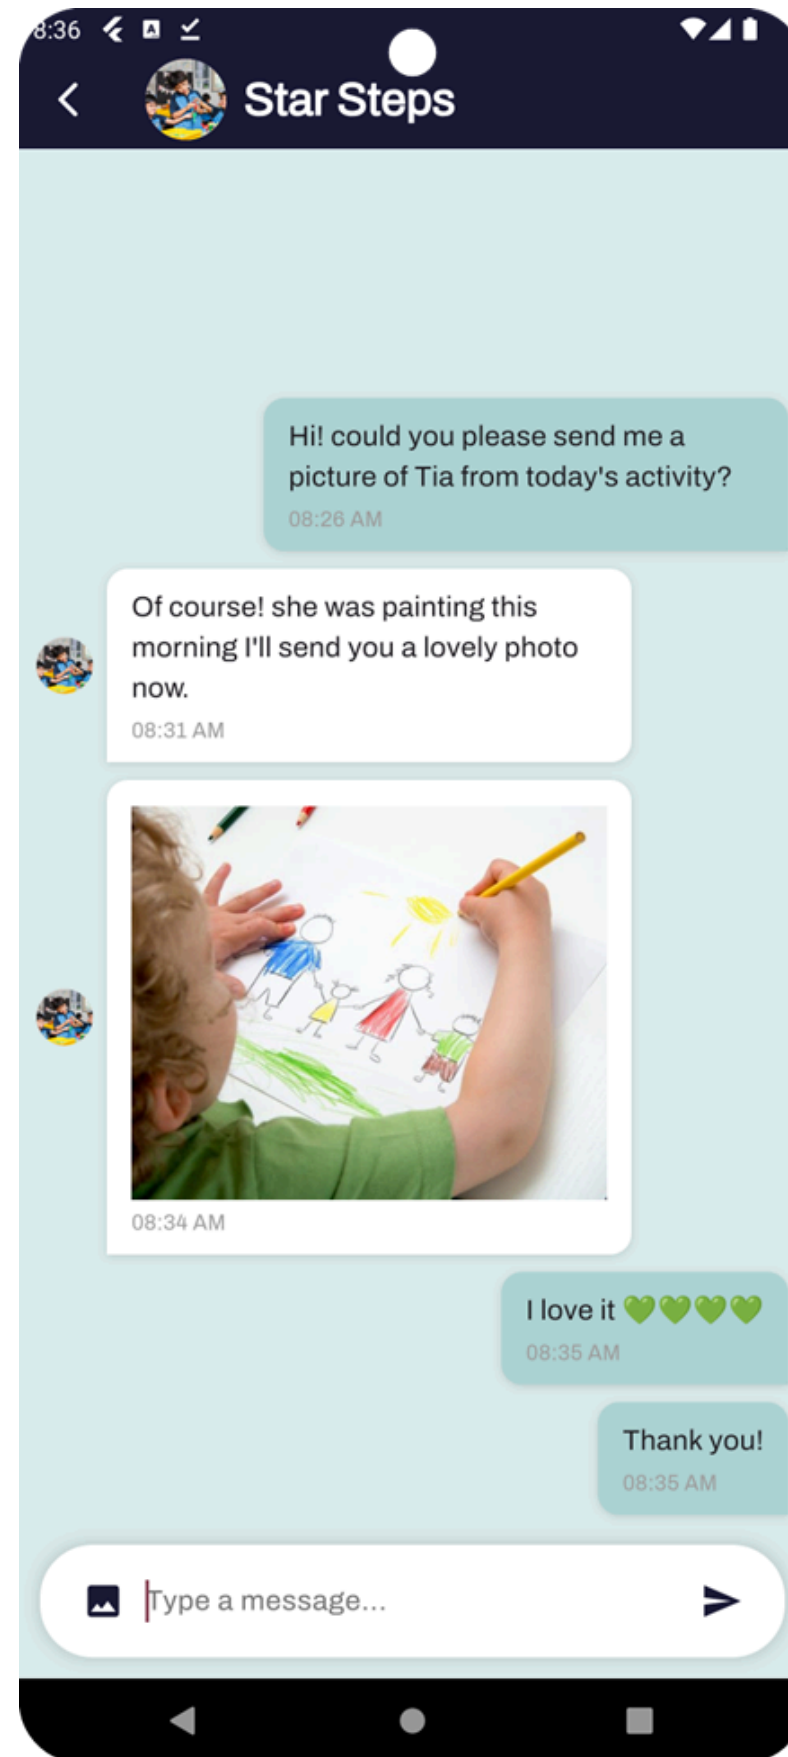 8:36
Star Steps
Hi! could you please send me a
picture of Tia from today's activity?
08:26 AM
Of course! she was painting this
morning I'll send you a lovely photo
now.
08:31 AM
08:34 AM
I love it 💚💚💚💚
08:35 AM
Thank you!
08:35 AM
Type a message...